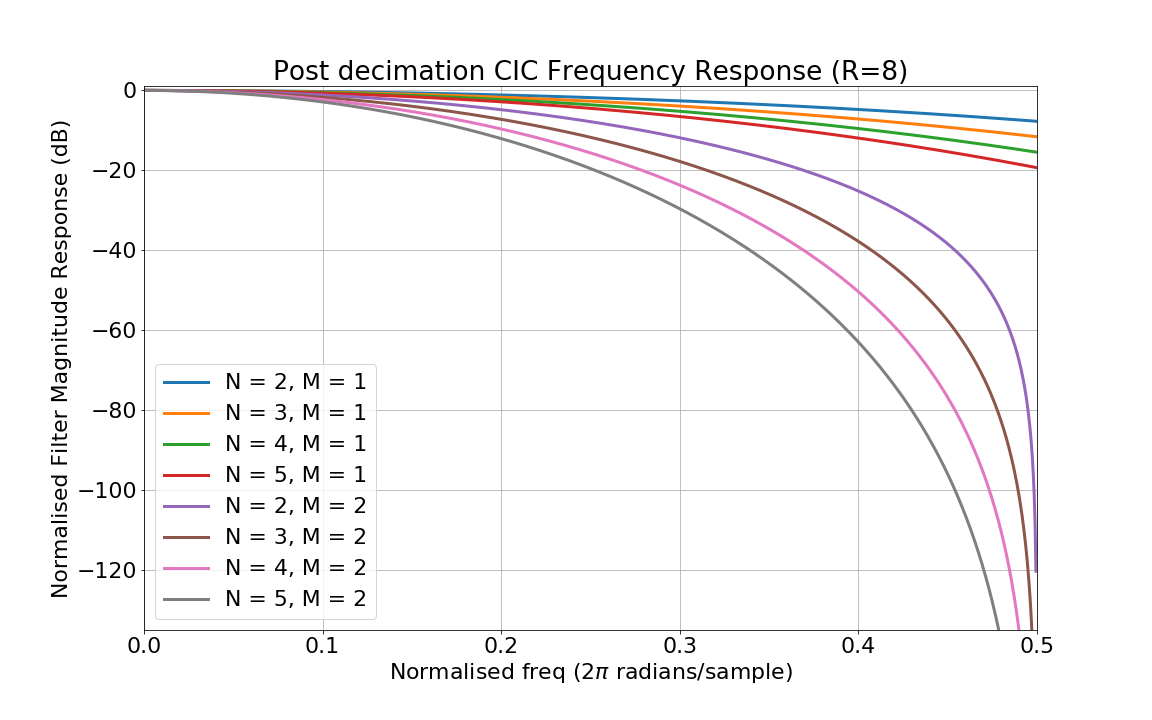 Post decimation CIC Frequency Response (R=8)
Normalised Filter Magnitude Response (dB)
0
−20
−40
−60
−80
−100
−120
N = 2, M = 1
N = 3, M = 1
N = 4, M = 1
N = 5, M = 1
N = 2, M = 2
N = 3, M = 2
N = 4, M = 2
N = 5, M = 2
0.0 0.1 0.2 0.3 0.4 0.5
Normalised freq (2π radians/sample)